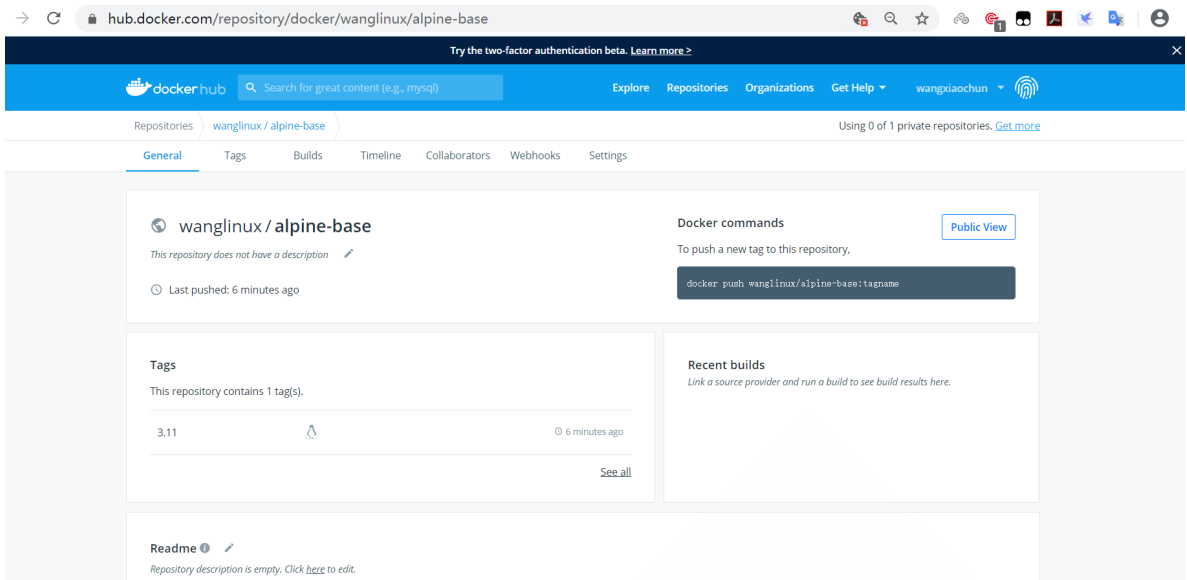 hub.docker.com/repository/docker/wanglinux/alpine-base
1
Try the two-factor authentication beta. Learn more >
docker hub Search for great content (e.g., mysql) Explore Repositories Organizations Get Help wangxiaochun
Repositories wanglinux / alpine-base Using 0 of 1 private repositories. Get more
General Tags Builds Timeline Collaborators Webhooks Settings
wanglinux / alpine-base
This repository does not have a description
Last pushed: 6 minutes ago
Docker commands
Public View
To push a new tag to this repository,
docker push wanglinux/alpine-base:tagname
Tags
This repository contains 1 tag(s).
3.11 6 minutes ago
See all
Recent builds
Link a source provider and run a build to see build results here.
Readme
Repository description is empty. Click here to edit.